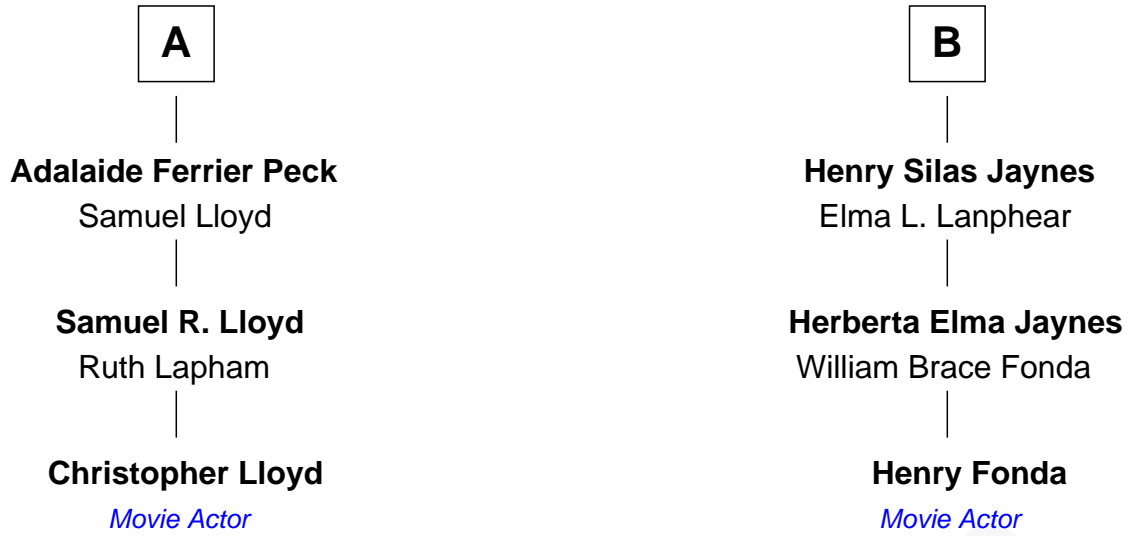 A
Adalaide Ferrier Peck
Samuel Lloyd
Samuel R. Lloyd
Ruth Lapham
Christopher Lloyd
Movie Actor
B
Henry Silas Jaynes
Elma L. Lanphear
Herberta Elma Jaynes
William Brace Fonda
Henry Fonda
Movie Actor